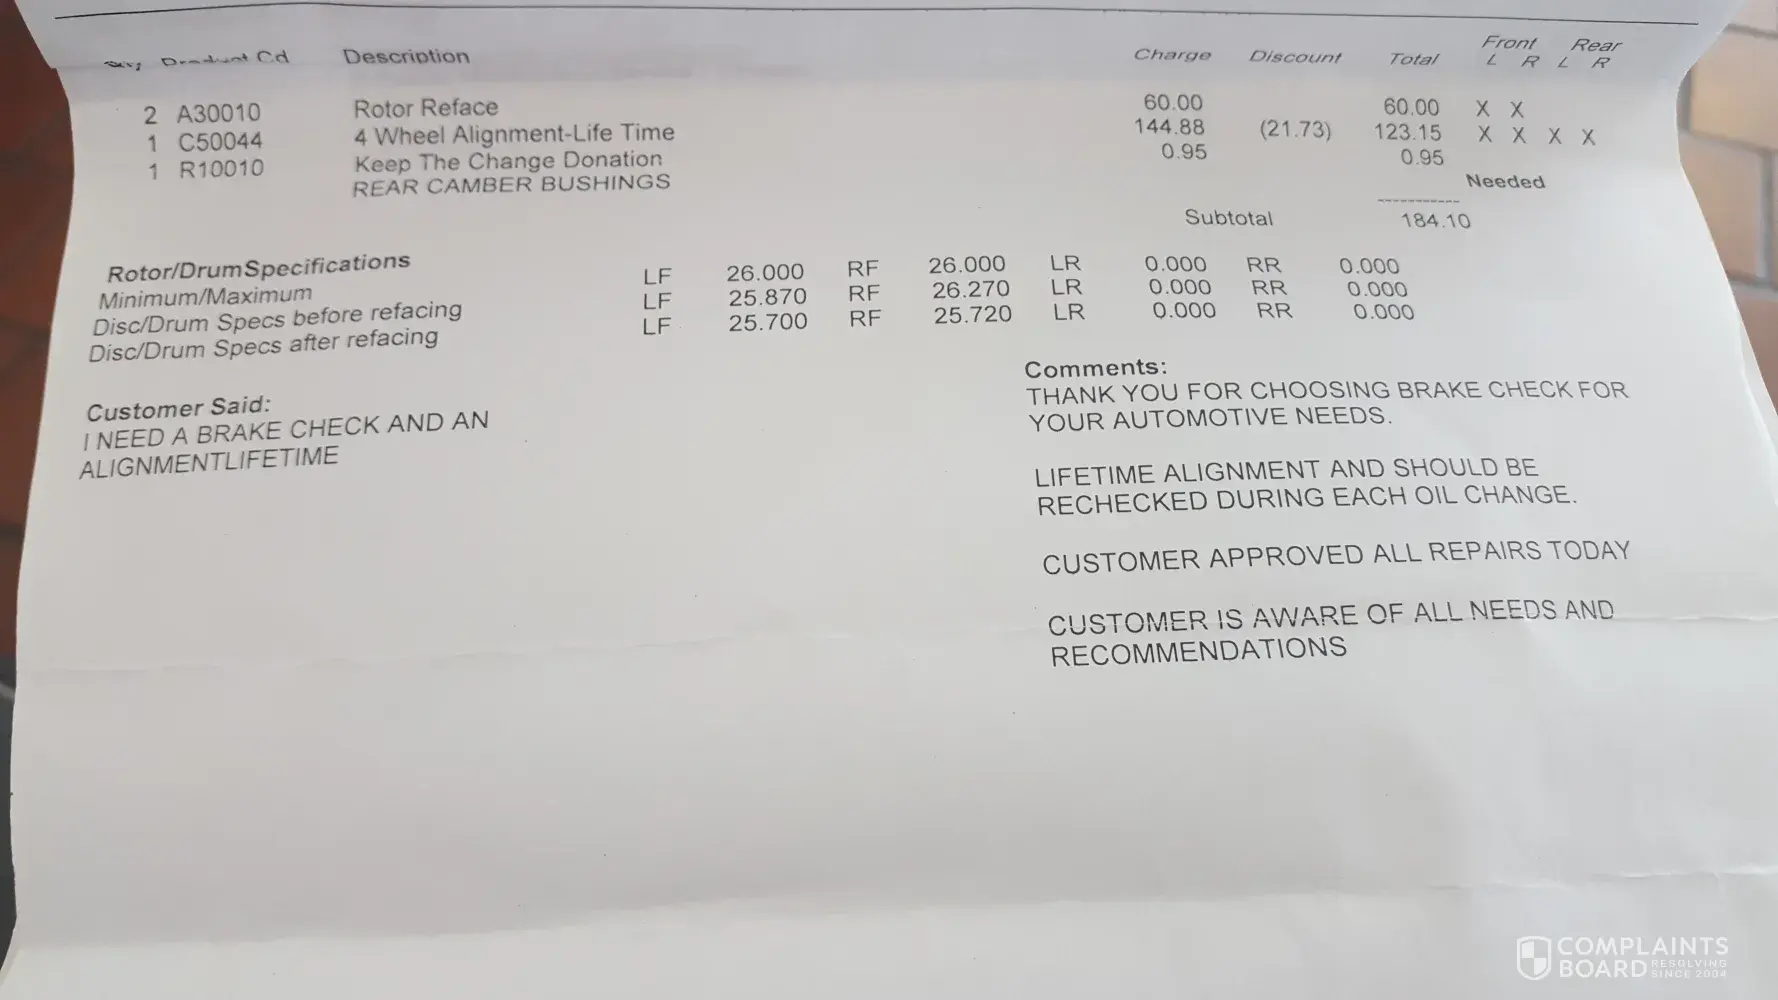 Description Charge Discount Total Front Rear
L R L R
2 A30010 Rotor Reface 60.00 60.00 X X
1 C50044 4 Wheel Alignment-Life Time 144.88 (21.73) 123.15 X X X X
1 R10010 Keep The Change Donation 0.95 0.95
REAR CAMBER BUSHINGS Needed
-----------
Subtotal 184.10
Rotor/DrumSpecifications
Minimum/Maximum LF 26.000 RF 26.000 LR 0.000 RR 0.000
Disc/Drum Specs before refacing LF 25.870 RF 26.270 LR 0.000 RR 0.000
Disc/Drum Specs after refacing LF 25.700 RF 25.720 LR 0.000 RR 0.000
Customer Said:
I NEED A BRAKE CHECK AND AN
ALIGNMENTLIFETIME
Comments:
THANK YOU FOR CHOOSING BRAKE CHECK FOR
YOUR AUTOMOTIVE NEEDS.
LIFETIME ALIGNMENT AND SHOULD BE
RECHECKED DURING EACH OIL CHANGE.
CUSTOMER APPROVED ALL REPAIRS TODAY
CUSTOMER IS AWARE OF ALL NEEDS AND
RECOMMENDATIONS
COMPLAINTS
BOARD RESOLVING
SINCE 2004